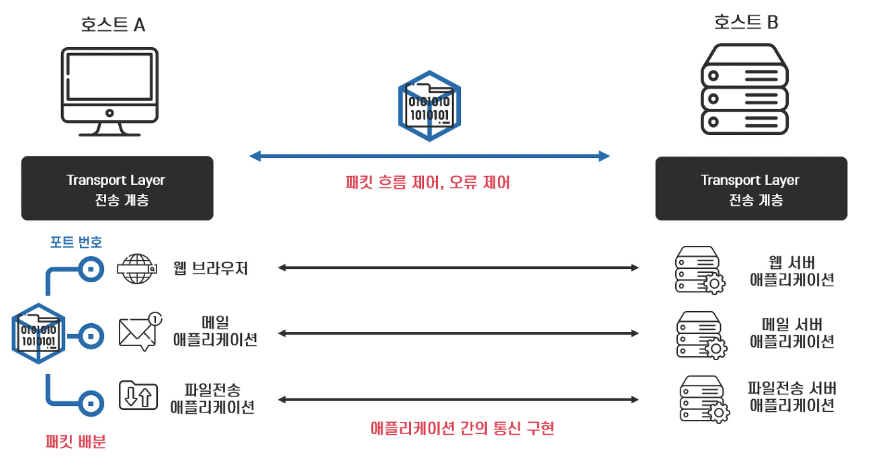 호스트 A
호스트 B
0101010
1010101
Transport Layer
전송 계층
패킷 흐름 제어, 오류 제어
Transport Layer
전송 계층
포트 번호
웹 브라우저
웹 서버
애플리케이션
0101010
1010101
1
메일
애플리케이션
메일 서버
애플리케이션
파일전송
애플리케이션
파일전송 서버
애플리케이션
패킷 배분
애플리케이션 간의 통신 구현